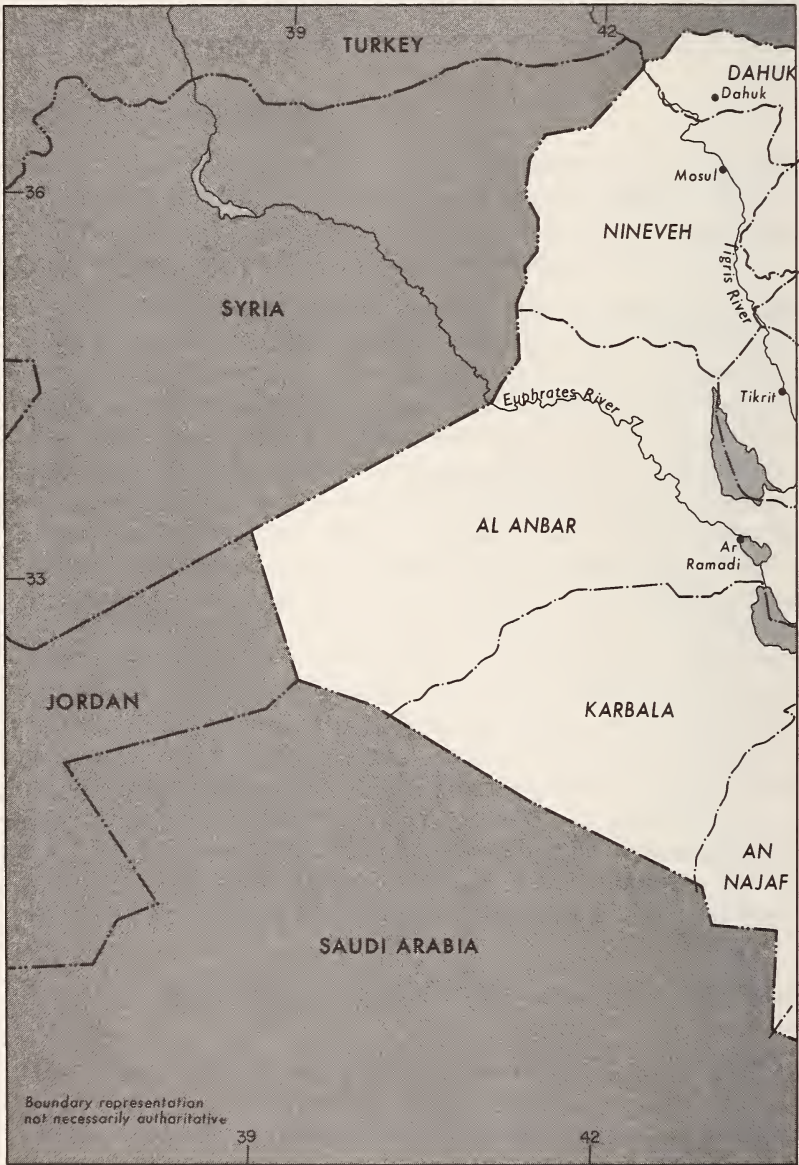 39
42
TURKEY
DAHUK
Dahuk
Mosul
36
NINEVEH
Tigris River
SYRIA
Tikrit
Euphrates River
AL ANBAR
Ar
Ramadi
33
JORDAN
KARBALA
AN
NAJAF
SAUDI ARABIA
Boundary representation
not necessarily authoritative
39
42